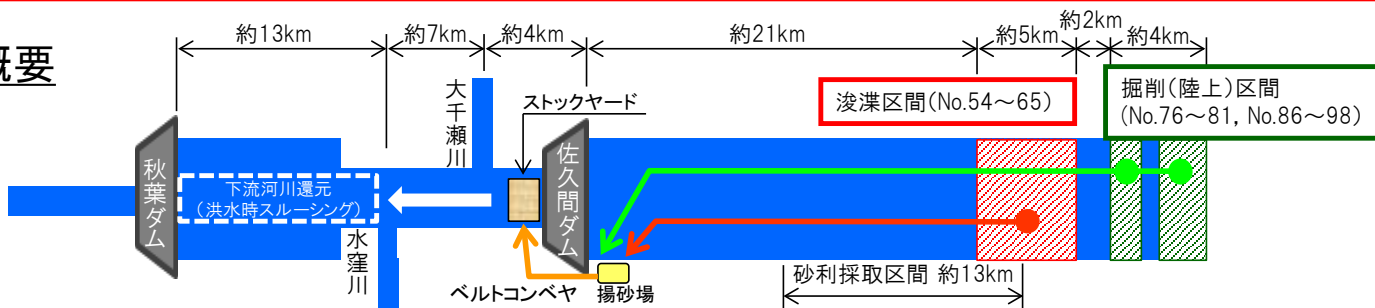 概要
約13km
約7km
約4km
約21km
約5km
約2km
約4km
大千瀬川
ストックヤード
浚渫区間(No.54～65)
掘削(陸上)区間
(No.76～81, No.86～98)
秋葉ダム
下流河川還元
(洪水時スルーシング)
佐久間ダム
水窪川
ベルトコンベヤ
揚砂場
砂利採取区間 約13km